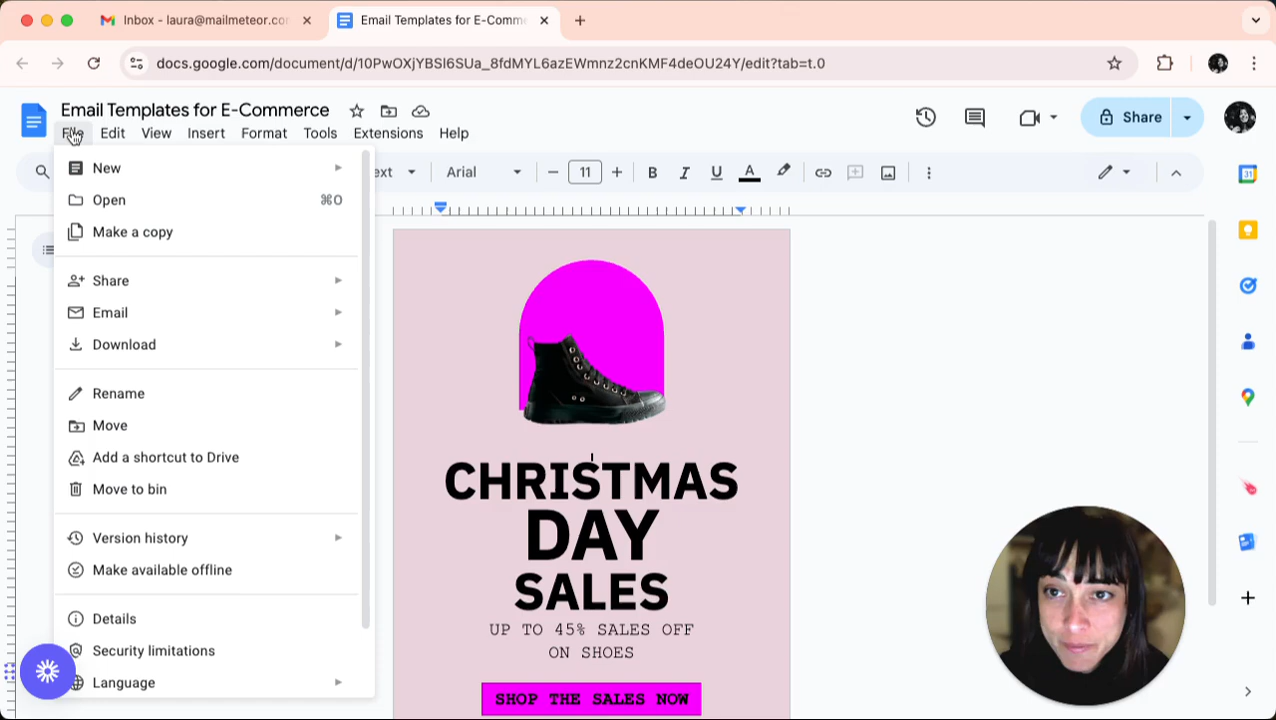 Inbox - laura@mailmeteor.co
Email Templates for E-Comme
docs.google.com/document/d/10PwOXjYBSl6SUa_8fdMYL6azEWmnz2cnKMF4deOU24Y/edit?tab=t.0
Email Templates for E-Commerce
File Edit View Insert Format Tools Extensions Help
Share
ext Arial 11 B I U A
31
New
Open ⌘O
Make a copy
Share
Email
Download
Rename
Move
Add a shortcut to Drive
Move to bin
Version history
Make available offline
Details
Security limitations
Language
CHRISTMAS
DAY
SALES
UP TO 45% SALES OFF
ON SHOES
SHOP THE SALES NOW